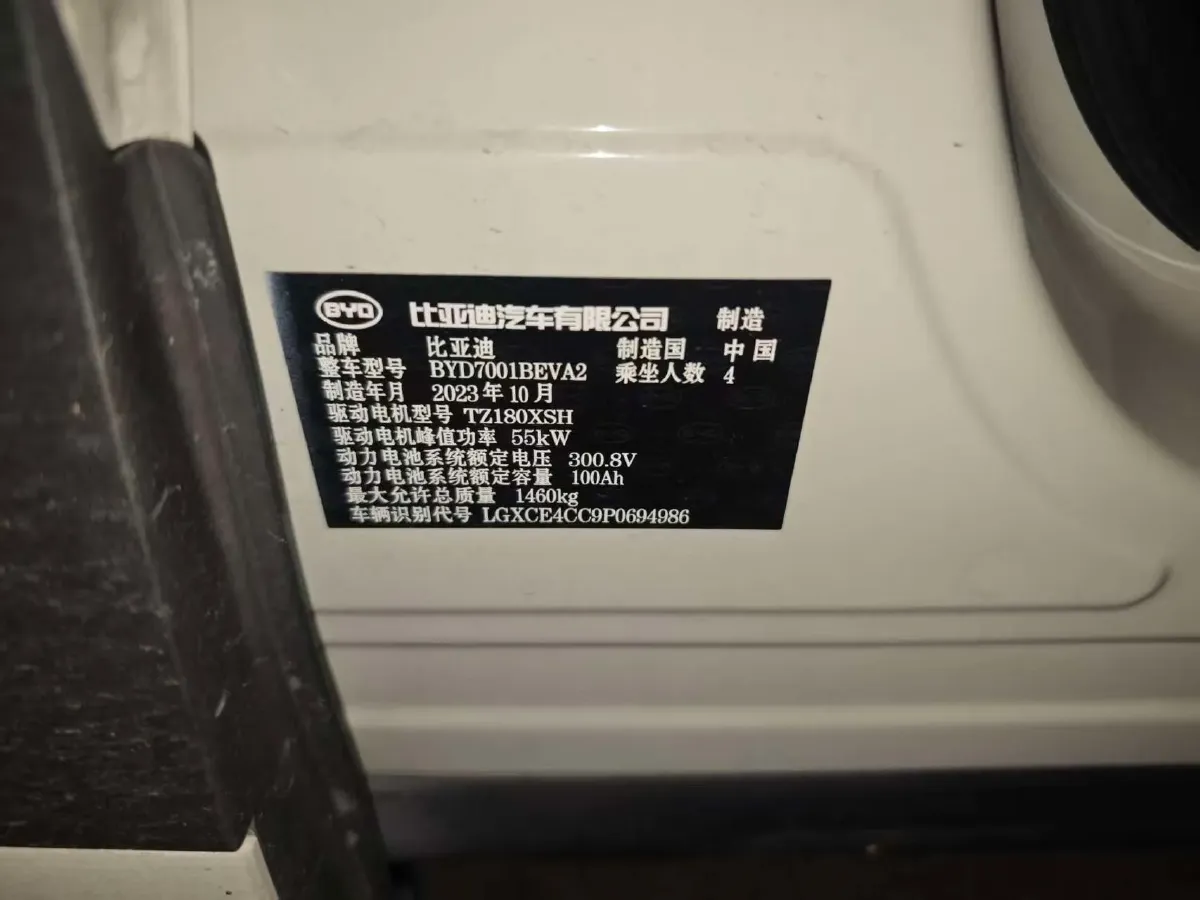 BYD 比亚迪汽车有限公司 制造
品牌 比亚迪 制造国 中国
整车型号 BYD7001BEVA2 乘坐人数 4
制造年月 2023年10月
驱动电机型号 TZ180XSH
驱动电机峰值功率 55kW
动力电池系统额定电压 300.8V
动力电池系统额定容量 100Ah
最大允许总质量 1460kg
车辆识别代号 LGXCE4CC9P0694986